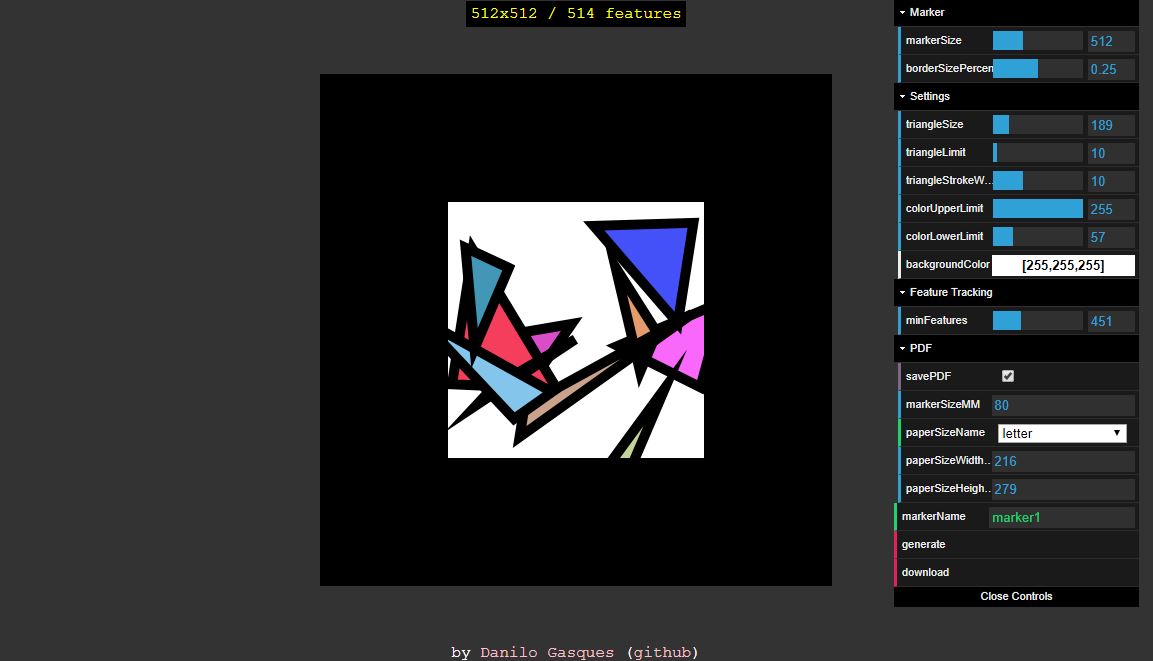 512x512 / 514 features
Marker
markerSize 512
borderSizePercen 0.25
Settings
triangleSize 189
triangleLimit 10
triangleStrokeW... 10
colorUpperLimit 255
colorLowerLimit 57
backgroundColor [255,255,255]
Feature Tracking
minFeatures 451
PDF
savePDF
markerSizeMM 80
paperSizeName letter
paperSizeWidth... 216
paperSizeHeigh... 279
markerName marker1
generate
download
Close Controls
by Danilo Gasques (github)